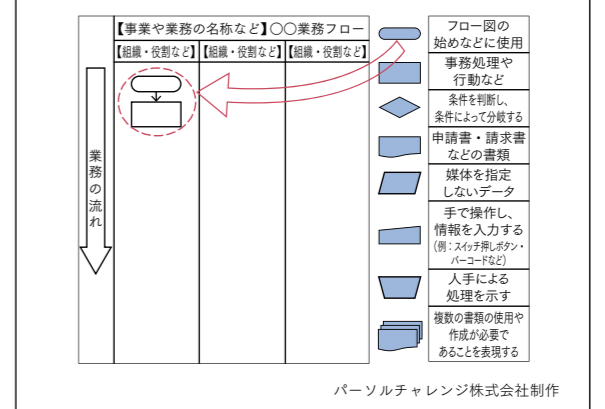 【事業や業務の名称など】○○業務フロー
【組織・役割など】
【組織・役割など】
【組織・役割など】
業務の流れ
フロー図の
始めなどに使用
事務処理や
行動など
条件を判断し、
条件によって分岐する
申請書・請求書
などの書類
媒体を指定
しないデータ
手で操作し、
情報を入力する
(例：スイッチ押しボタン・
バーコードなど)
人手による
処理を示す
複数の書類の使用や
作成が必要で
あることを表現する
パーソルチャレンジ株式会社制作